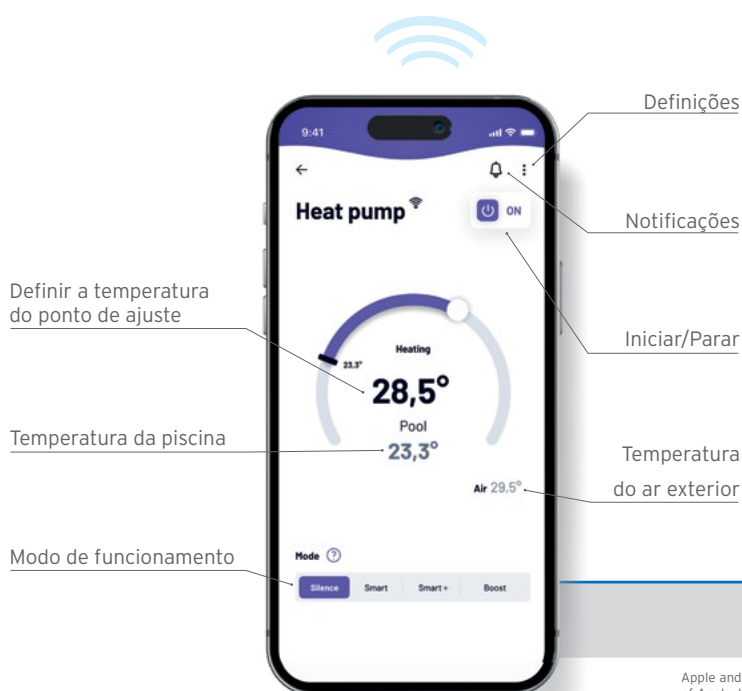 Definições
9:41
Heat pump
ON
Notificações
Definir a temperatura
do ponto de ajuste
Iniciar/Parar
Heating
23,3°
28,5°
Pool
Temperatura da piscina
23,3°
Temperatura
do ar exterior
Air 29,5°
Modo de funcionamento
Mode ?
Silence Smart Smart+ Boost
Apple and